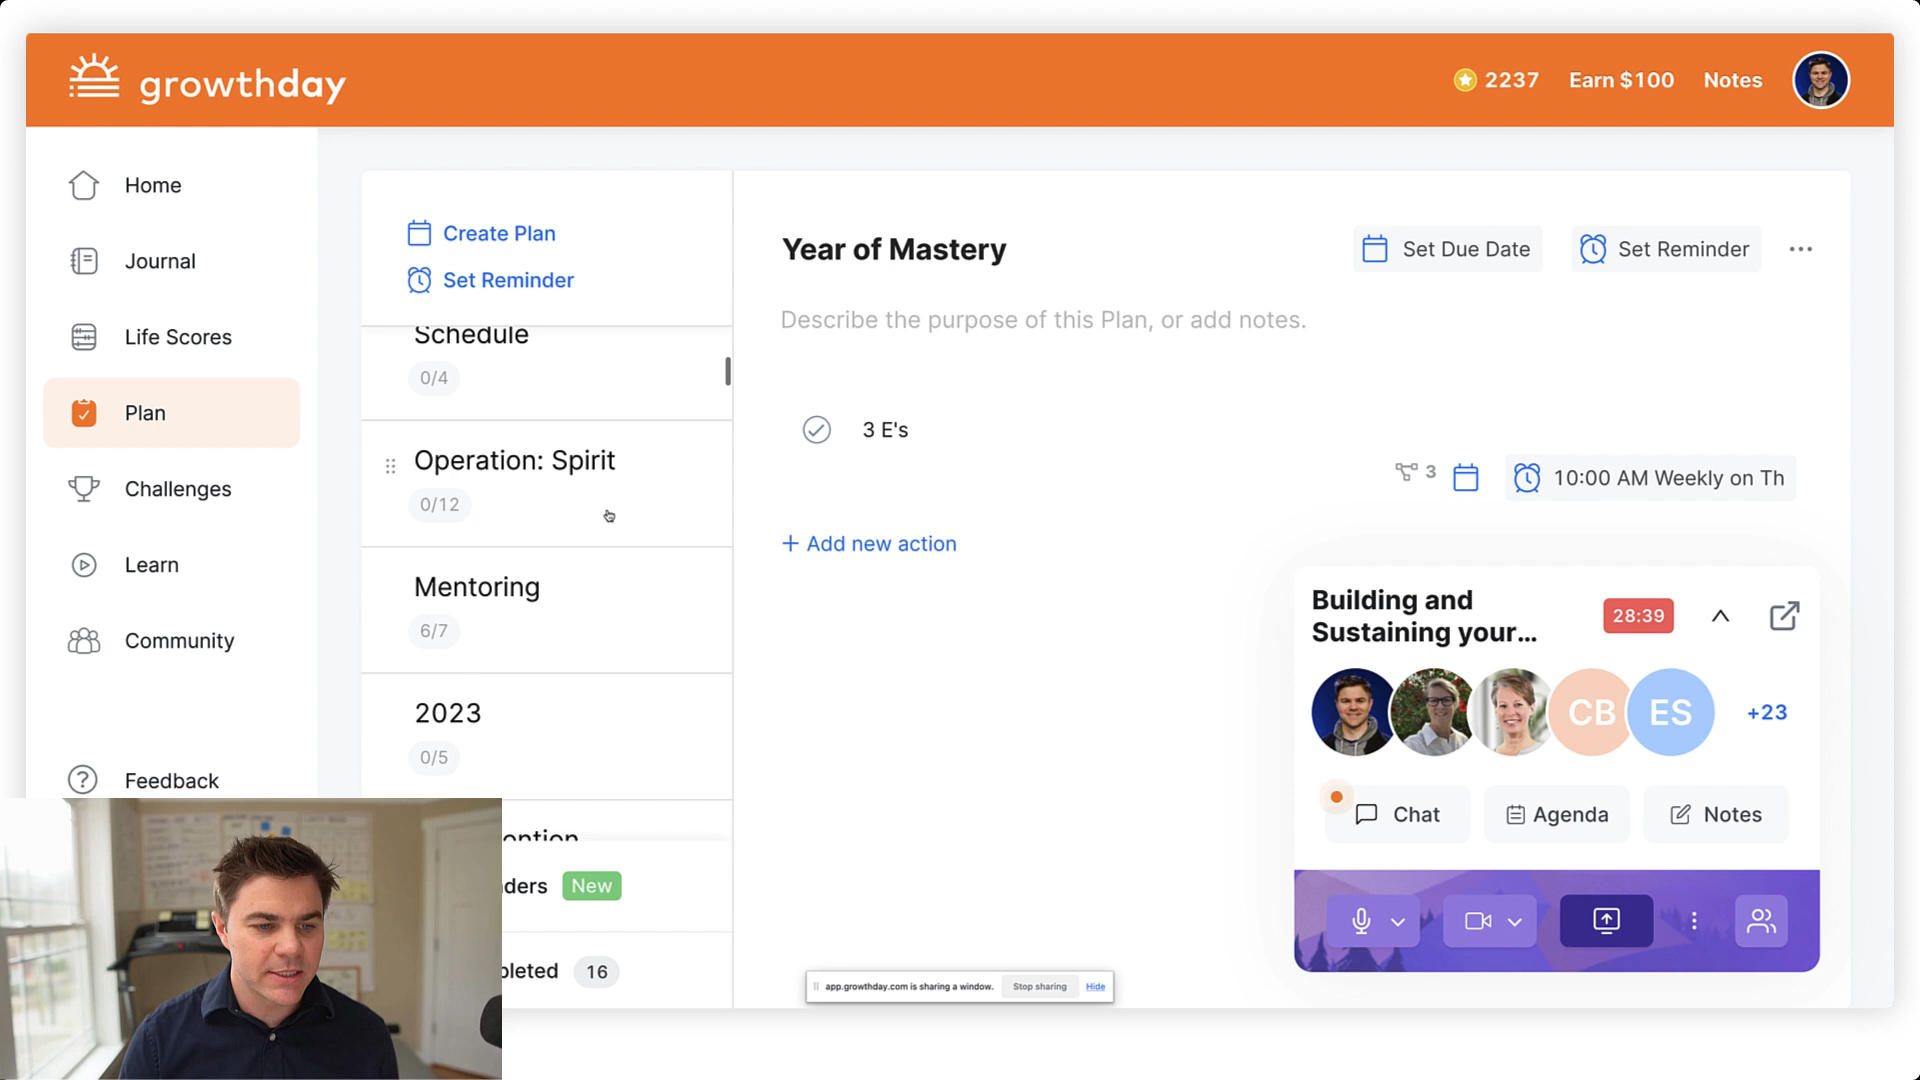 growthday
2237
Earn $100
Notes
Home
Journal
Life Scores
Plan
Challenges
Learn
Community
Feedback
Create Plan
Set Reminder
Schedule
0/4
Operation: Spirit
0/12
Mentoring
6/7
2023
0/5
New
16
Year of Mastery
Set Due Date
Set Reminder
Describe the purpose of this Plan, or add notes.
3 E's
3
10:00 AM Weekly on Th
+ Add new action
Building and
Sustaining your...
28:39
CB
ES
+23
Chat
Agenda
Notes
app.growthday.com is sharing a window.
Stop sharing
Hide